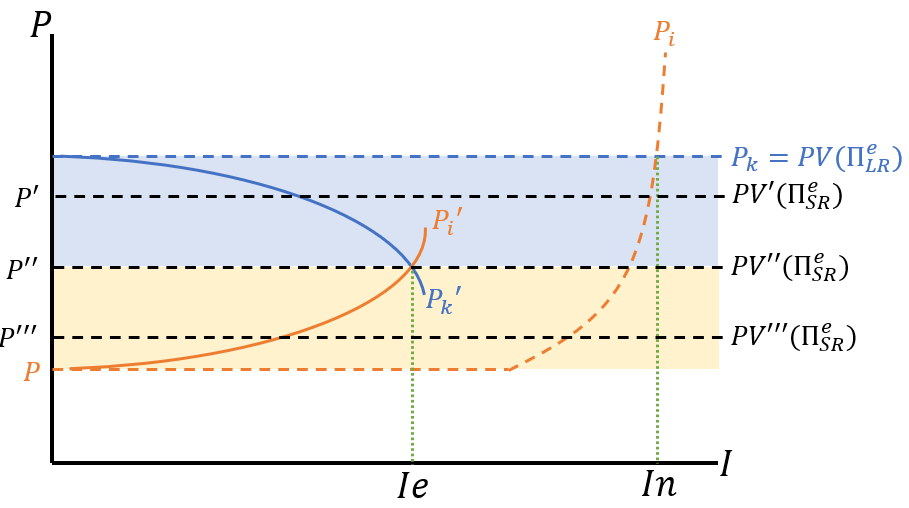 P
P_i
P_k = PV(Π^e_LR)
P′
PV′(Π^e_SR)
P_i′
P′′
PV′′(Π^e_SR)
P_k′
P′′′
PV′′′(Π^e_SR)
P
I
Ie
In